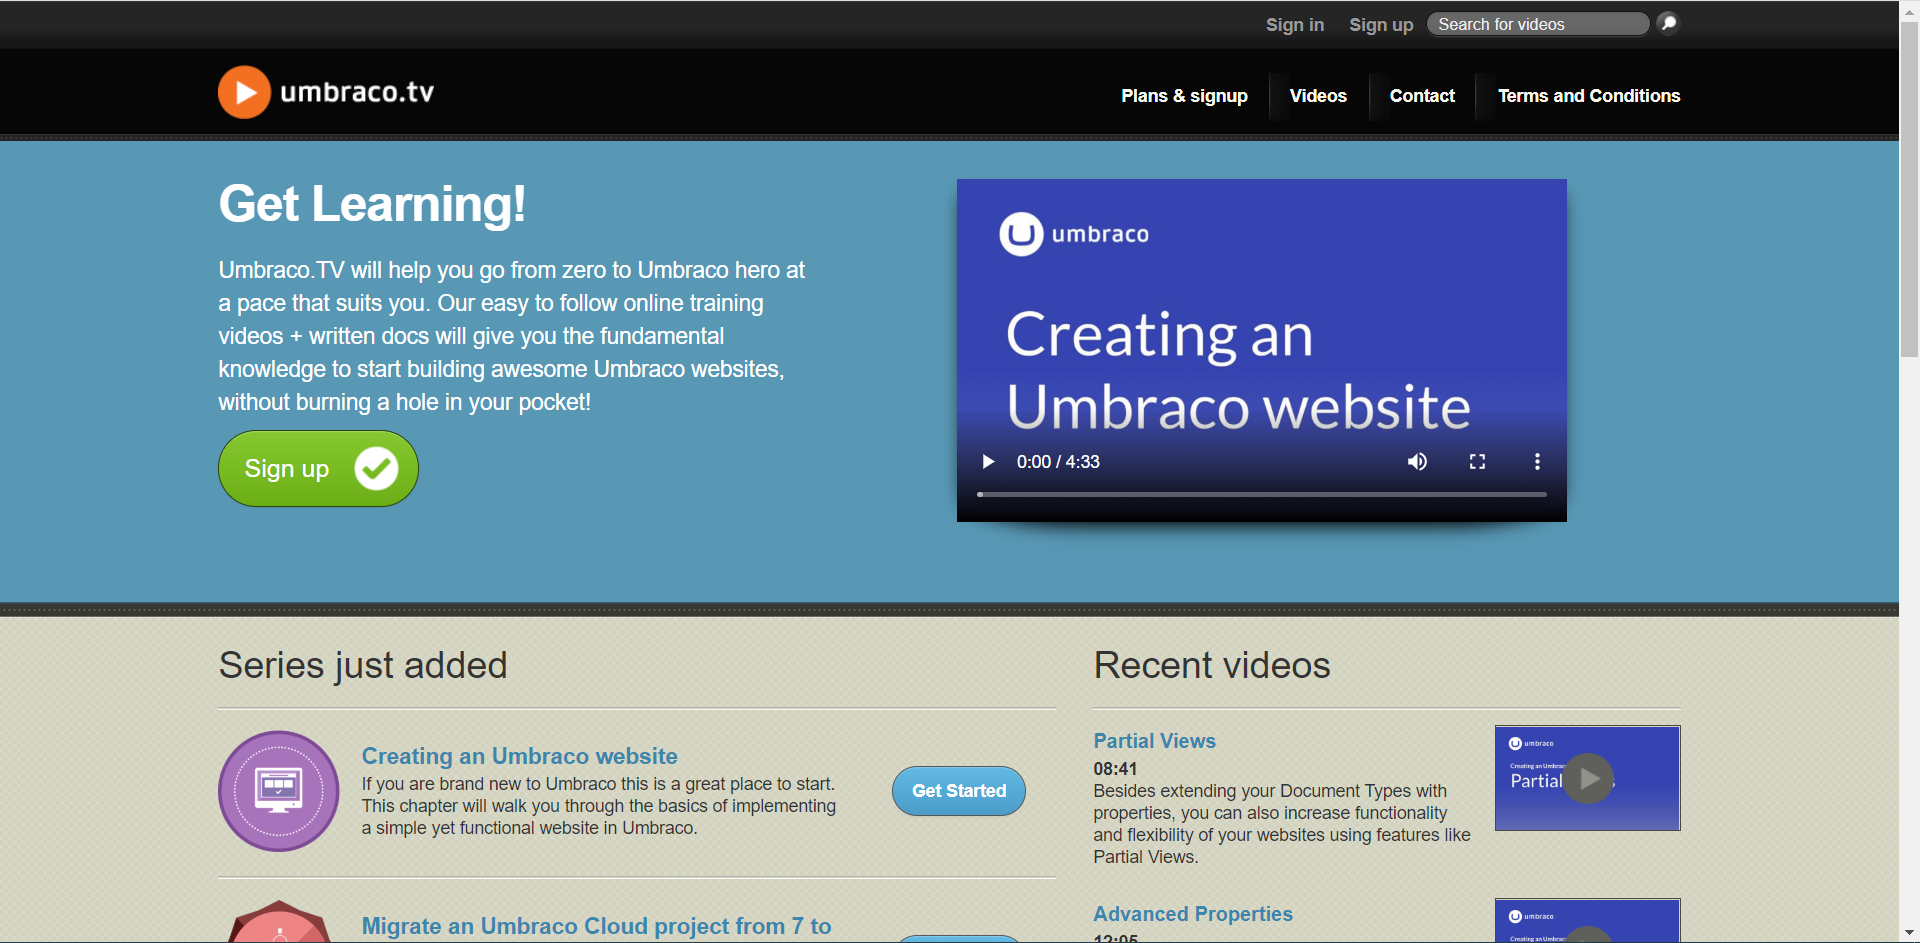 Sign in
Sign up
Search for videos
umbraco.tv
Plans & signup
Videos
Contact
Terms and Conditions
Get Learning!
Umbraco.TV will help you go from zero to Umbraco hero at
a pace that suits you. Our easy to follow online training
videos + written docs will give you the fundamental
knowledge to start building awesome Umbraco websites,
without burning a hole in your pocket!
Sign up
umbraco
Creating an
Umbraco website
0:00 / 4:33
Series just added
Creating an Umbraco website
If you are brand new to Umbraco this is a great place to start.
This chapter will walk you through the basics of implementing
a simple yet functional website in Umbraco.
Get Started
Migrate an Umbraco Cloud project from 7 to
Recent videos
Partial Views
08:41
Besides extending your Document Types with
properties, you can also increase functionality
and flexibility of your websites using features like
Partial Views.
umbraco
Creating an Umbrac
Partial
Advanced Properties
12:05
umbraco
Creating an Umbrac